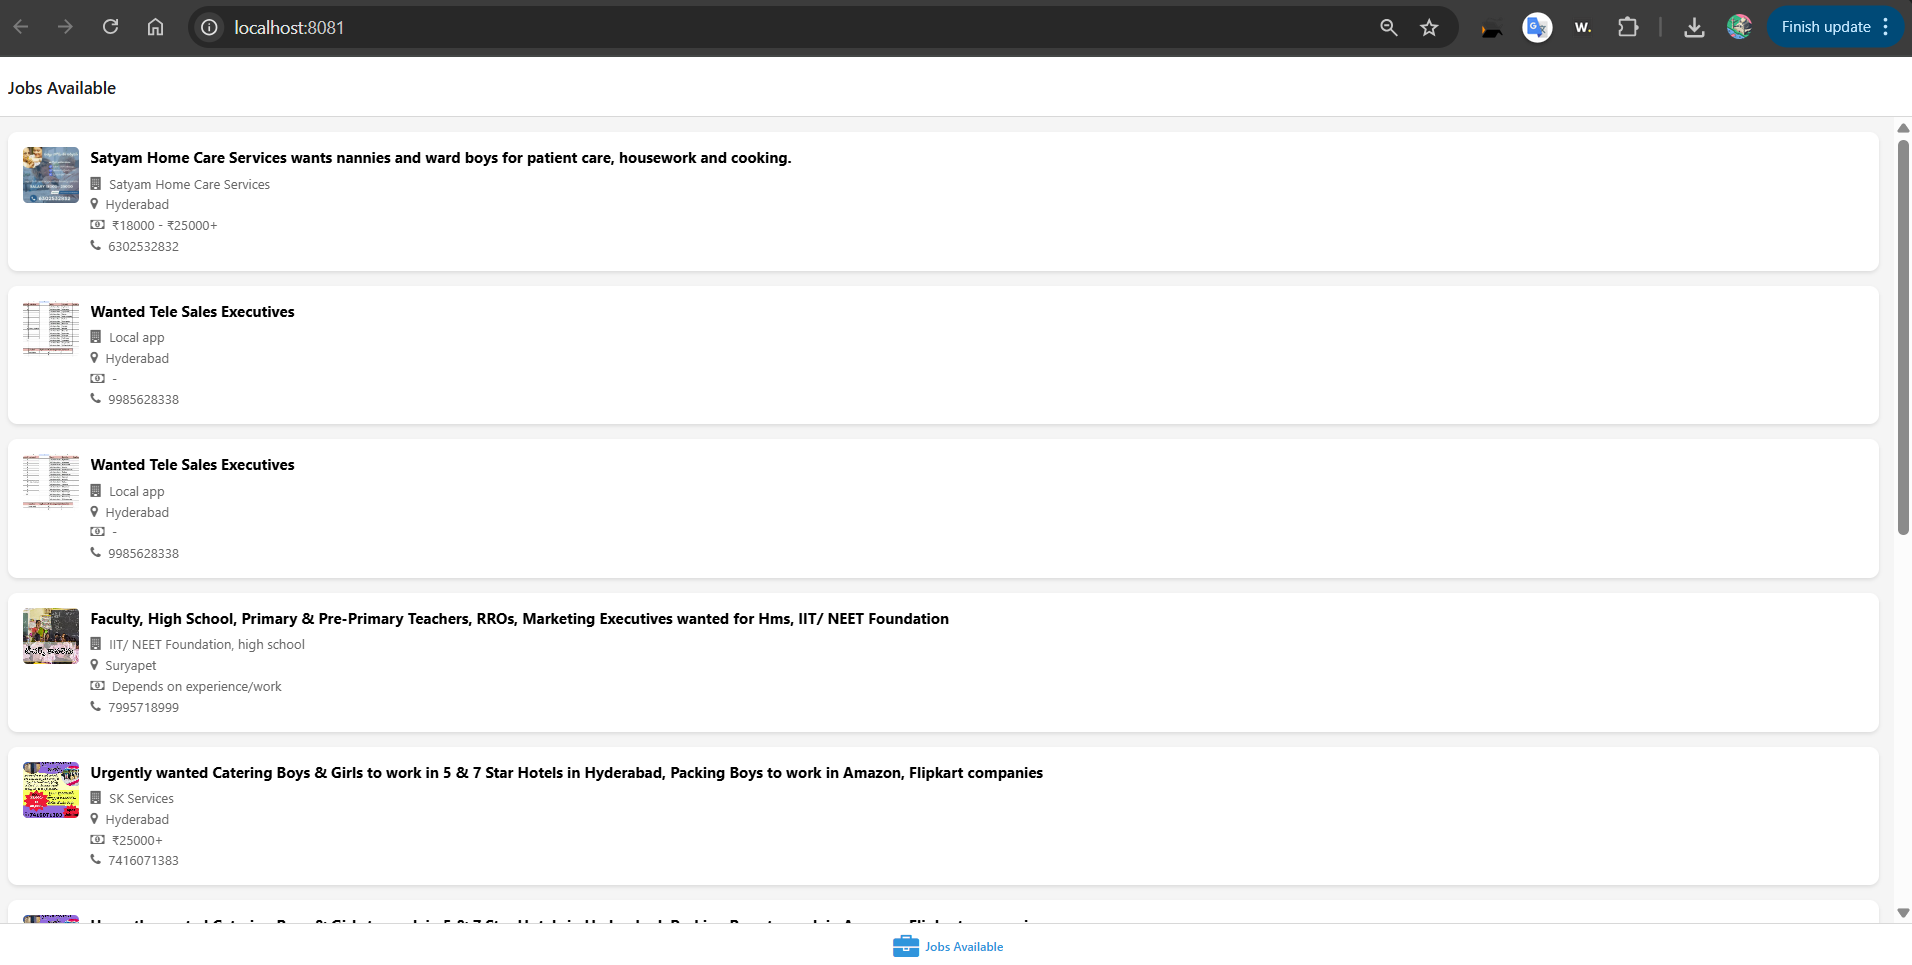 localhost:8081
W.
Finish update
Jobs Available
Satyam Home Care Services wants nannies and ward boys for patient care, housework and cooking.
Satyam Home Care Services
Hyderabad
₹18000 - ₹25000+
6302532832
Wanted Tele Sales Executives
Local app
Hyderabad
-
9985628338
Wanted Tele Sales Executives
Local app
Hyderabad
-
9985628338
Faculty, High School, Primary & Pre-Primary Teachers, RROs, Marketing Executives wanted for Hms, IIT/ NEET Foundation
IIT/ NEET Foundation, high school
Suryapet
Depends on experience/work
7995718999
Urgently wanted Catering Boys & Girls to work in 5 & 7 Star Hotels in Hyderabad, Packing Boys to work in Amazon, Flipkart companies
SK Services
Hyderabad
₹25000+
7416071383
Jobs Available